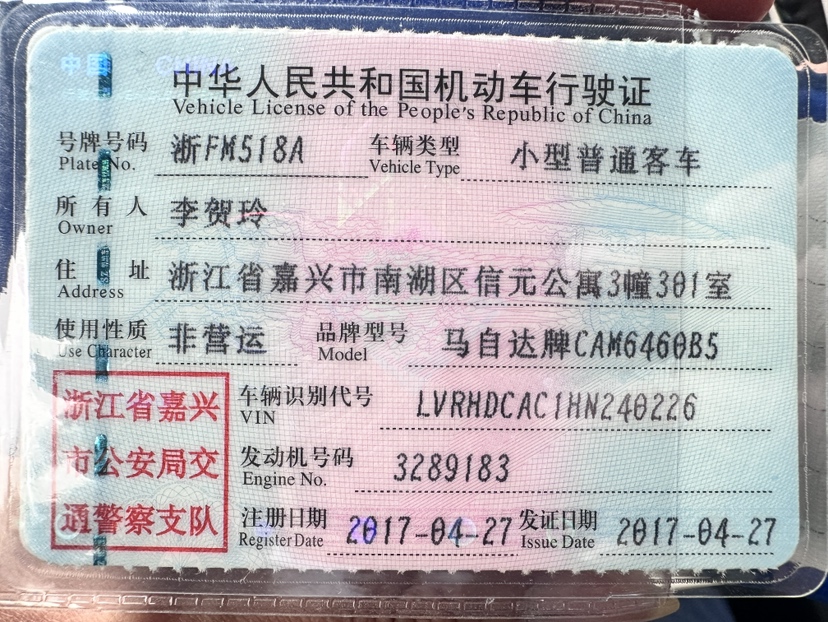 中国 CHINA
中华人民共和国机动车行驶证
Vehicle License of the People's Republic of China
号牌号码 浙FM518A 车辆类型 小型普通客车
Plate No. Vehicle Type
所有人 李贺玲
Owner
住址 浙江省嘉兴市南湖区信元公寓3幢301室
Address
使用性质 非营运 品牌型号 马自达牌CAM6460B5
Use Character Model
浙江省嘉兴 车辆识别代号 LVRHDCAC1HN240226
VIN
市公安局交 发动机号码 3289183
Engine No.
通警察支队 注册日期 2017-04-27 发证日期 2017-04-27
Register Date Issue Date